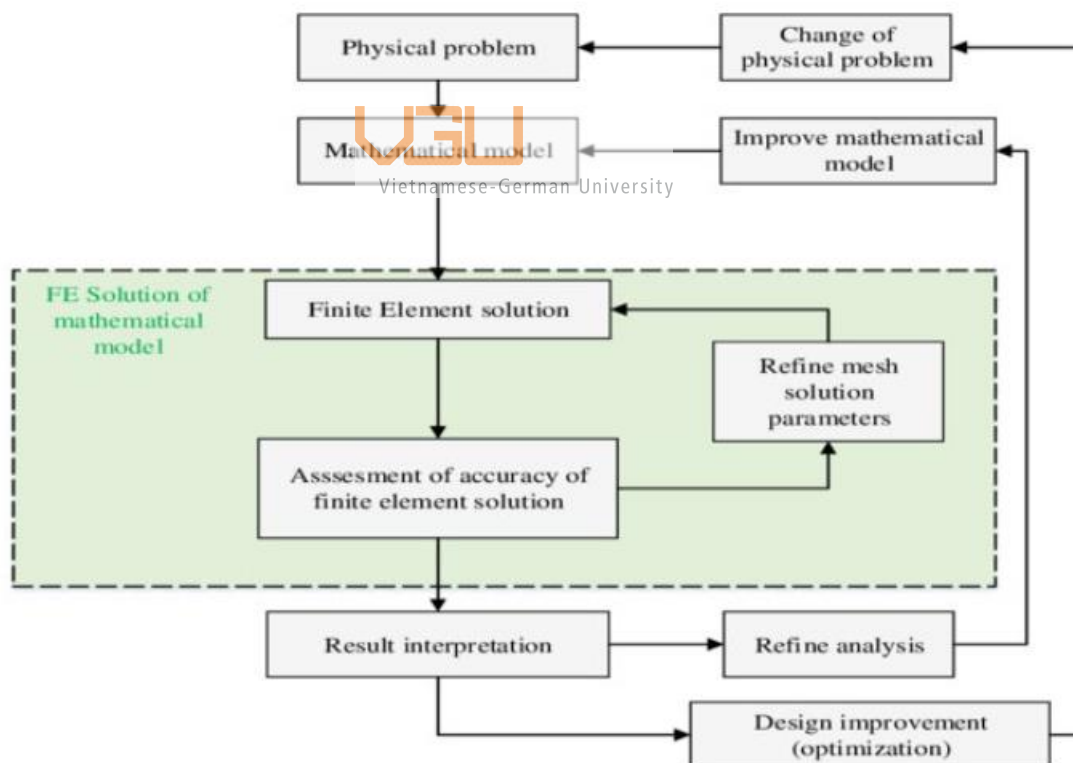 Physical problem
Change of
physical problem
VGU
Mathematical model
Improve mathematical
model
Vietnamese-German University
FE Solution of
mathematical
model
Finite Element solution
Refine mesh
solution
parameters
Asssesment of accuracy of
finite element solution
Result interpretation
Refine analysis
Design improvement
(optimization)